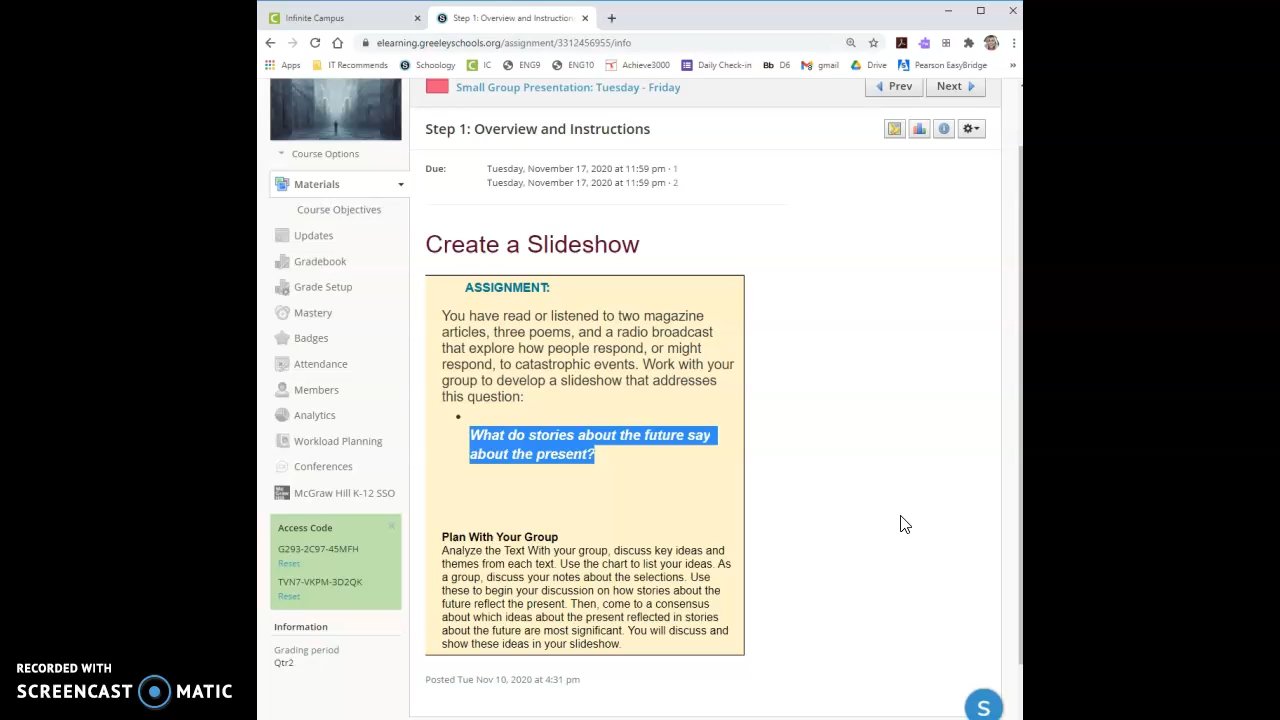 Infinite Campus
Step 1: Overview and Instruction
elearning.greeleyschools.org/assignment/3312456955/info
Apps IT Recommends Schoology IC ENG9 ENG10 Achieve3000 Daily Check-in Bb D6 gmail Drive Pearson EasyBridge »
Small Group Presentation: Tuesday - Friday
Prev Next
Step 1: Overview and Instructions
Course Options
Due: Tuesday, November 17, 2020 at 11:59 pm · 1
Tuesday, November 17, 2020 at 11:59 pm · 2
Materials
Course Objectives
Updates
Gradebook
Grade Setup
Mastery
Badges
Attendance
Members
Analytics
Workload Planning
Conferences
McGraw Hill K-12 SSO
Access Code
G293-2C97-45MFH
Reset
TVN7-VKPM-3D2QK
Reset
Information
Grading period
Qtr2
Create a Slideshow
ASSIGNMENT:
You have read or listened to two magazine
articles, three poems, and a radio broadcast
that explore how people respond, or might
respond, to catastrophic events. Work with your
group to develop a slideshow that addresses
this question:
•
What do stories about the future say
about the present?
Plan With Your Group
Analyze the Text With your group, discuss key ideas and
themes from each text. Use the chart to list your ideas. As
a group, discuss your notes about the selections. Use
these to begin your discussion on how stories about the
future reflect the present. Then, come to a consensus
about which ideas about the present reflected in stories
about the future are most significant. You will discuss and
show these ideas in your slideshow.
Posted Tue Nov 10, 2020 at 4:31 pm
S
RECORDED WITH
SCREENCAST MATIC